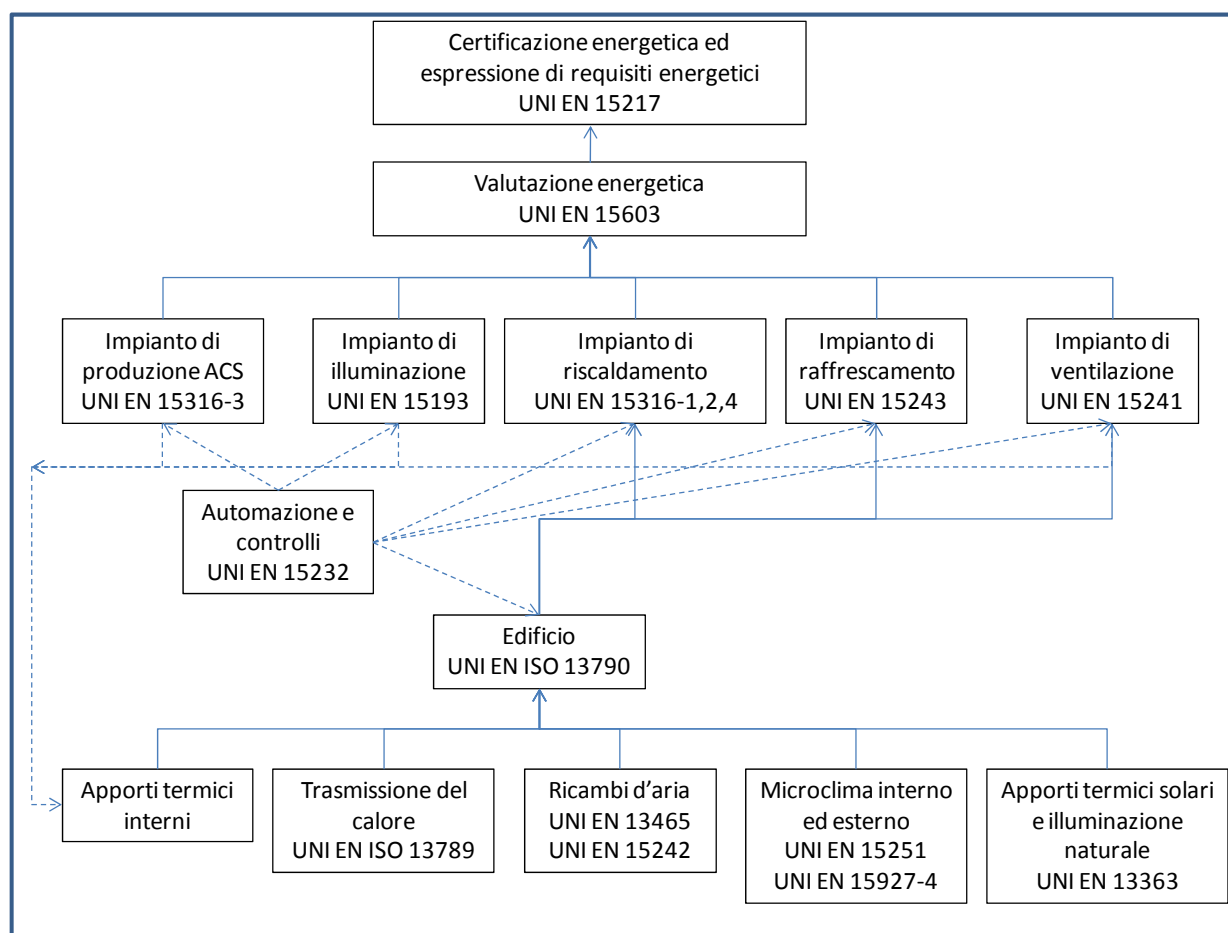 Certificazione energetica ed
espressione di requisiti energetici
UNI EN 15217
Valutazione energetica
UNI EN 15603
Impianto di
produzione ACS
UNI EN 15316-3
Impianto di
illuminazione
UNI EN 15193
Impianto di
riscaldamento
UNI EN 15316-1,2,4
Impianto di
raffrescamento
UNI EN 15243
Impianto di
ventilazione
UNI EN 15241
Automazione e
controlli
UNI EN 15232
Edificio
UNI EN ISO 13790
Apporti termici
interni
Trasmissione del
calore
UNI EN ISO 13789
Ricambi d'aria
UNI EN 13465
UNI EN 15242
Microclima interno
ed esterno
UNI EN 15251
UNI EN 15927-4
Apporti termici solari
e illuminazione
naturale
UNI EN 13363